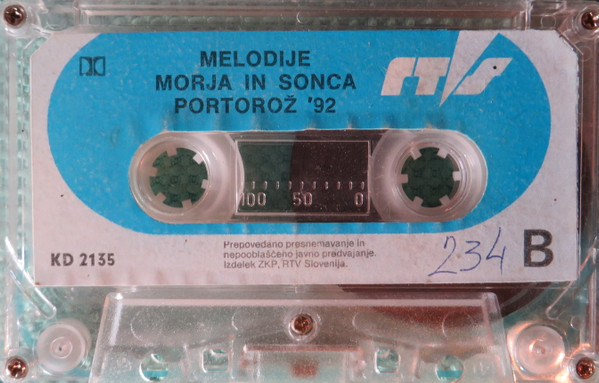 MELODIJE
MORJA IN SONCA
PORTOROŽ '92
RTVS
100 50 0
KD 2135
Prepovedano presnemavanje in
nepooblaščeno javno predvajanje.
Izdelek ZKP, RTV Slovenija.
234
B